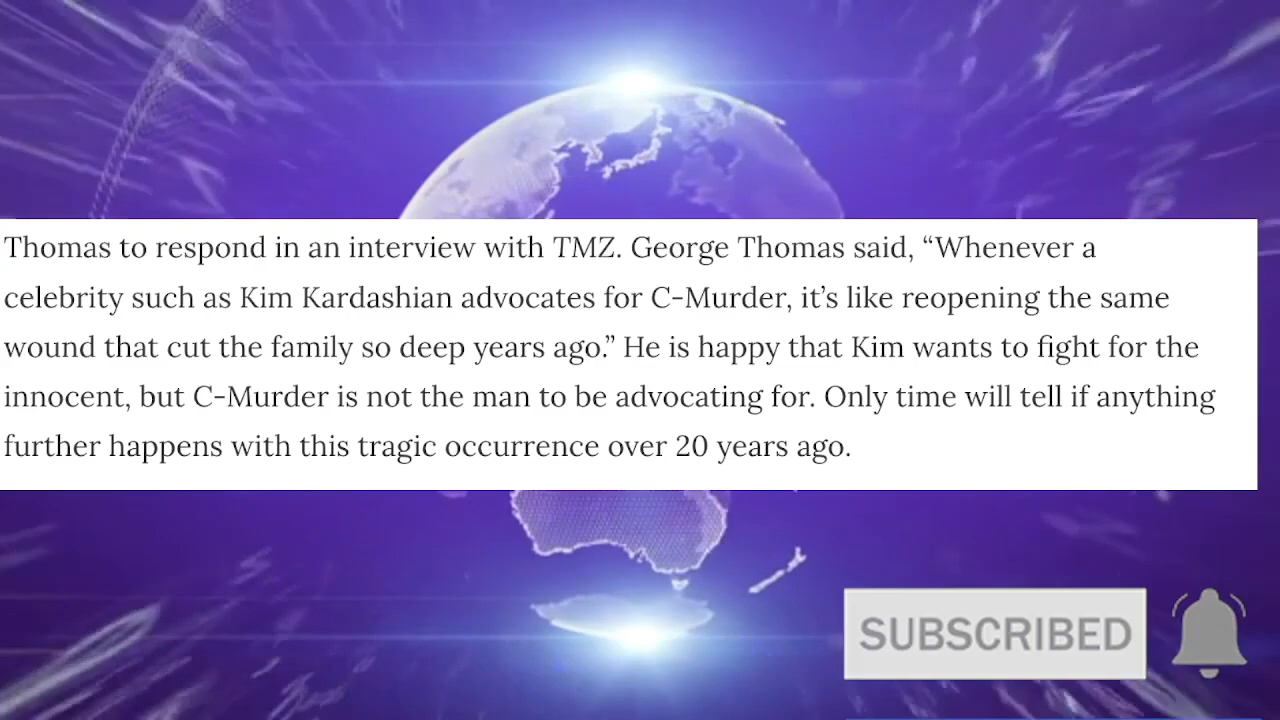 Thomas to respond in an interview with TMZ. George Thomas said, “Whenever a
celebrity such as Kim Kardashian advocates for C-Murder, it’s like reopening the same
wound that cut the family so deep years ago.” He is happy that Kim wants to fight for the
innocent, but C-Murder is not the man to be advocating for. Only time will tell if anything
further happens with this tragic occurrence over 20 years ago.
SUBSCRIBED